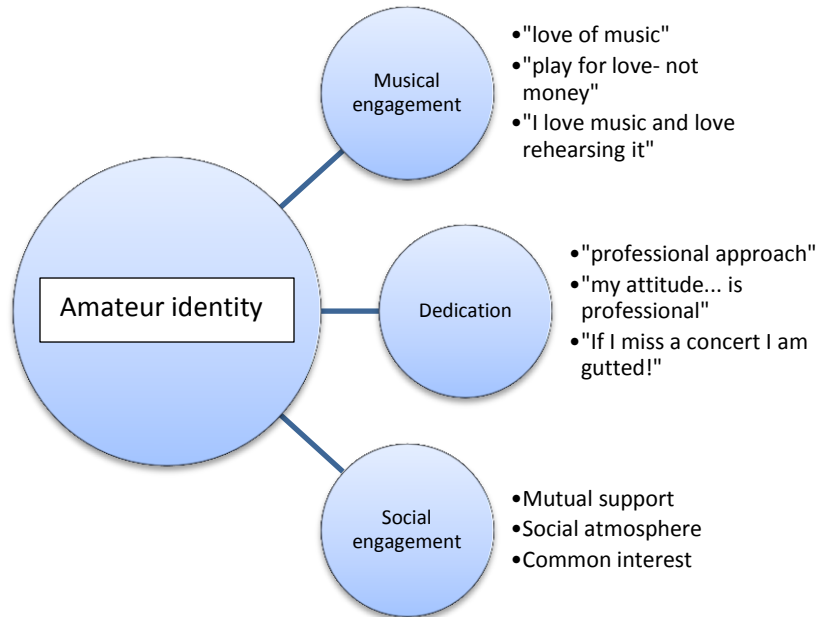 Amateur identity
Musical
engagement
•"love of music"
•"play for love- not
money"
•"I love music and love
rehearsing it"
Dedication
•"professional approach"
•"my attitude... is
professional"
•"If I miss a concert I am
gutted!"
Social
engagement
•Mutual support
•Social atmosphere
•Common interest